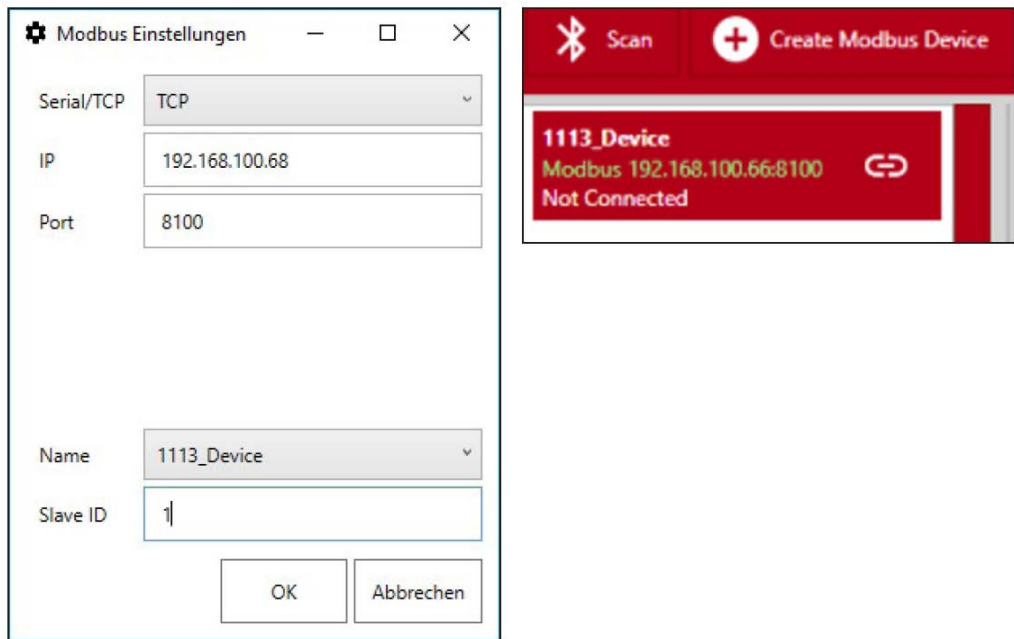 Modbus Einstellungen
Serial/TCP TCP
IP 192.168.100.68
Port 8100
Name 1113_Device
Slave ID 1
OK Abbrechen
Scan Create Modbus Device
1113_Device
Modbus 192.168.100.66:8100
Not Connected